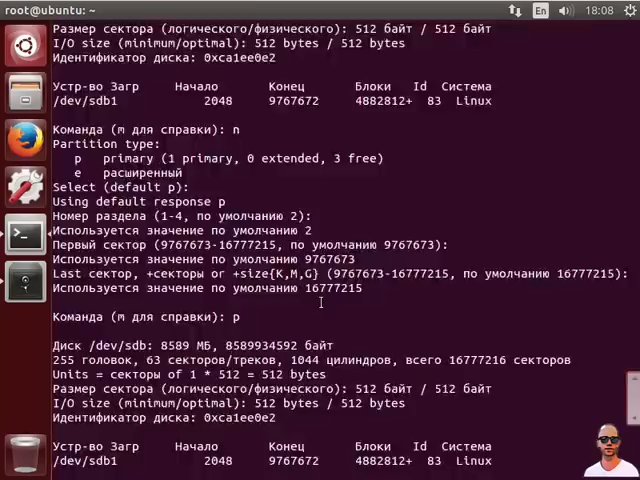 root@ubuntu: ~
En
18:08
Размер сектора (логического/физического): 512 байт / 512 байт
I/O size (minimum/optimal): 512 bytes / 512 bytes
Идентификатор диска: 0xca1ee0e2
Устр-во Загр Начало Конец Блоки Id Система
/dev/sdb1 2048 9767672 4882812+ 83 Linux
Команда (m для справки): n
Partition type:
p primary (1 primary, 0 extended, 3 free)
e расширенный
Select (default p):
Using default response p
Номер раздела (1-4, по умолчанию 2):
Используется значение по умолчанию 2
Первый сектор (9767673-16777215, по умолчанию 9767673):
Используется значение по умолчанию 9767673
Last sector, +секторы or +size{K,M,G} (9767673-16777215, по умолчанию 16777215):
Используется значение по умолчанию 16777215
Команда (m для справки): p
Диск /dev/sdb: 8589 МБ, 8589934592 байт
255 головок, 63 секторов/треков, 1044 цилиндров, всего 16777216 секторов
Units = секторы of 1 * 512 = 512 bytes
Размер сектора (логического/физического): 512 байт / 512 байт
I/O size (minimum/optimal): 512 bytes / 512 bytes
Идентификатор диска: 0xca1ee0e2
Устр-во Загр Начало Конец Блоки Id Система
/dev/sdb1 2048 9767672 4882812+ 83 Linux